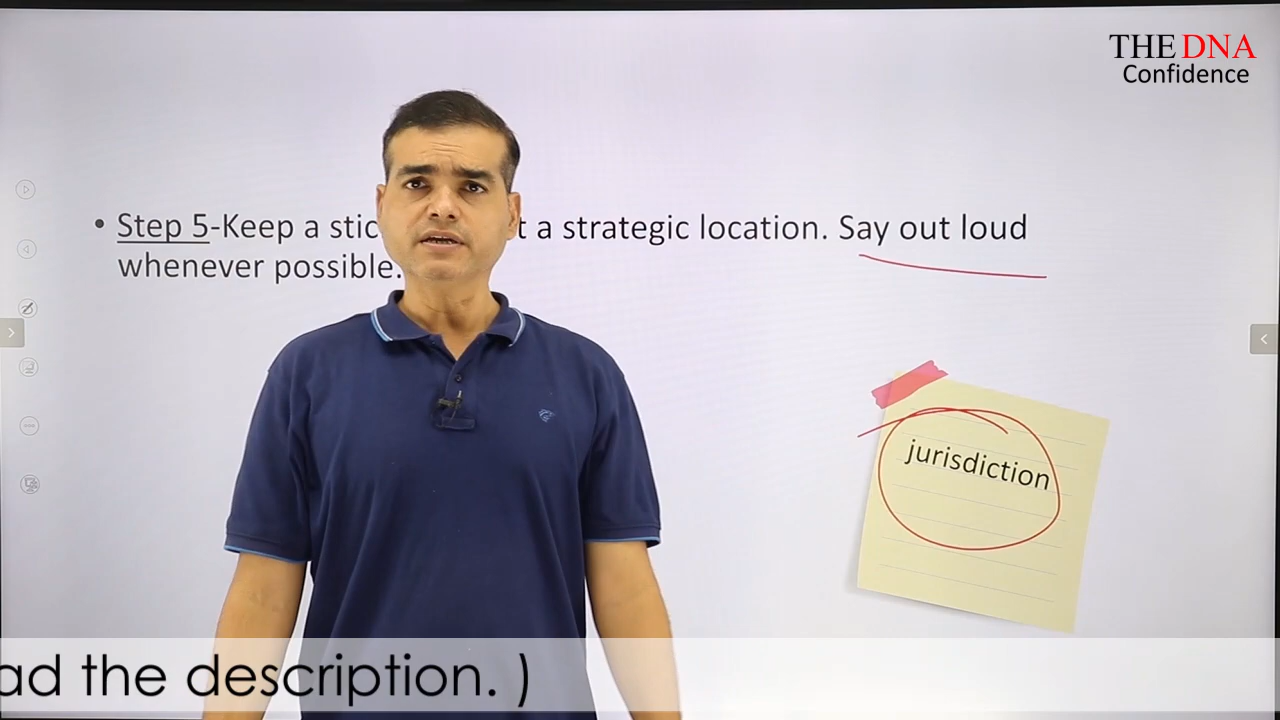 THE DNA
Confidence
• Step 5-Keep a stic t a strategic location. Say out loud
whenever possible.
jurisdiction
ad the description. )